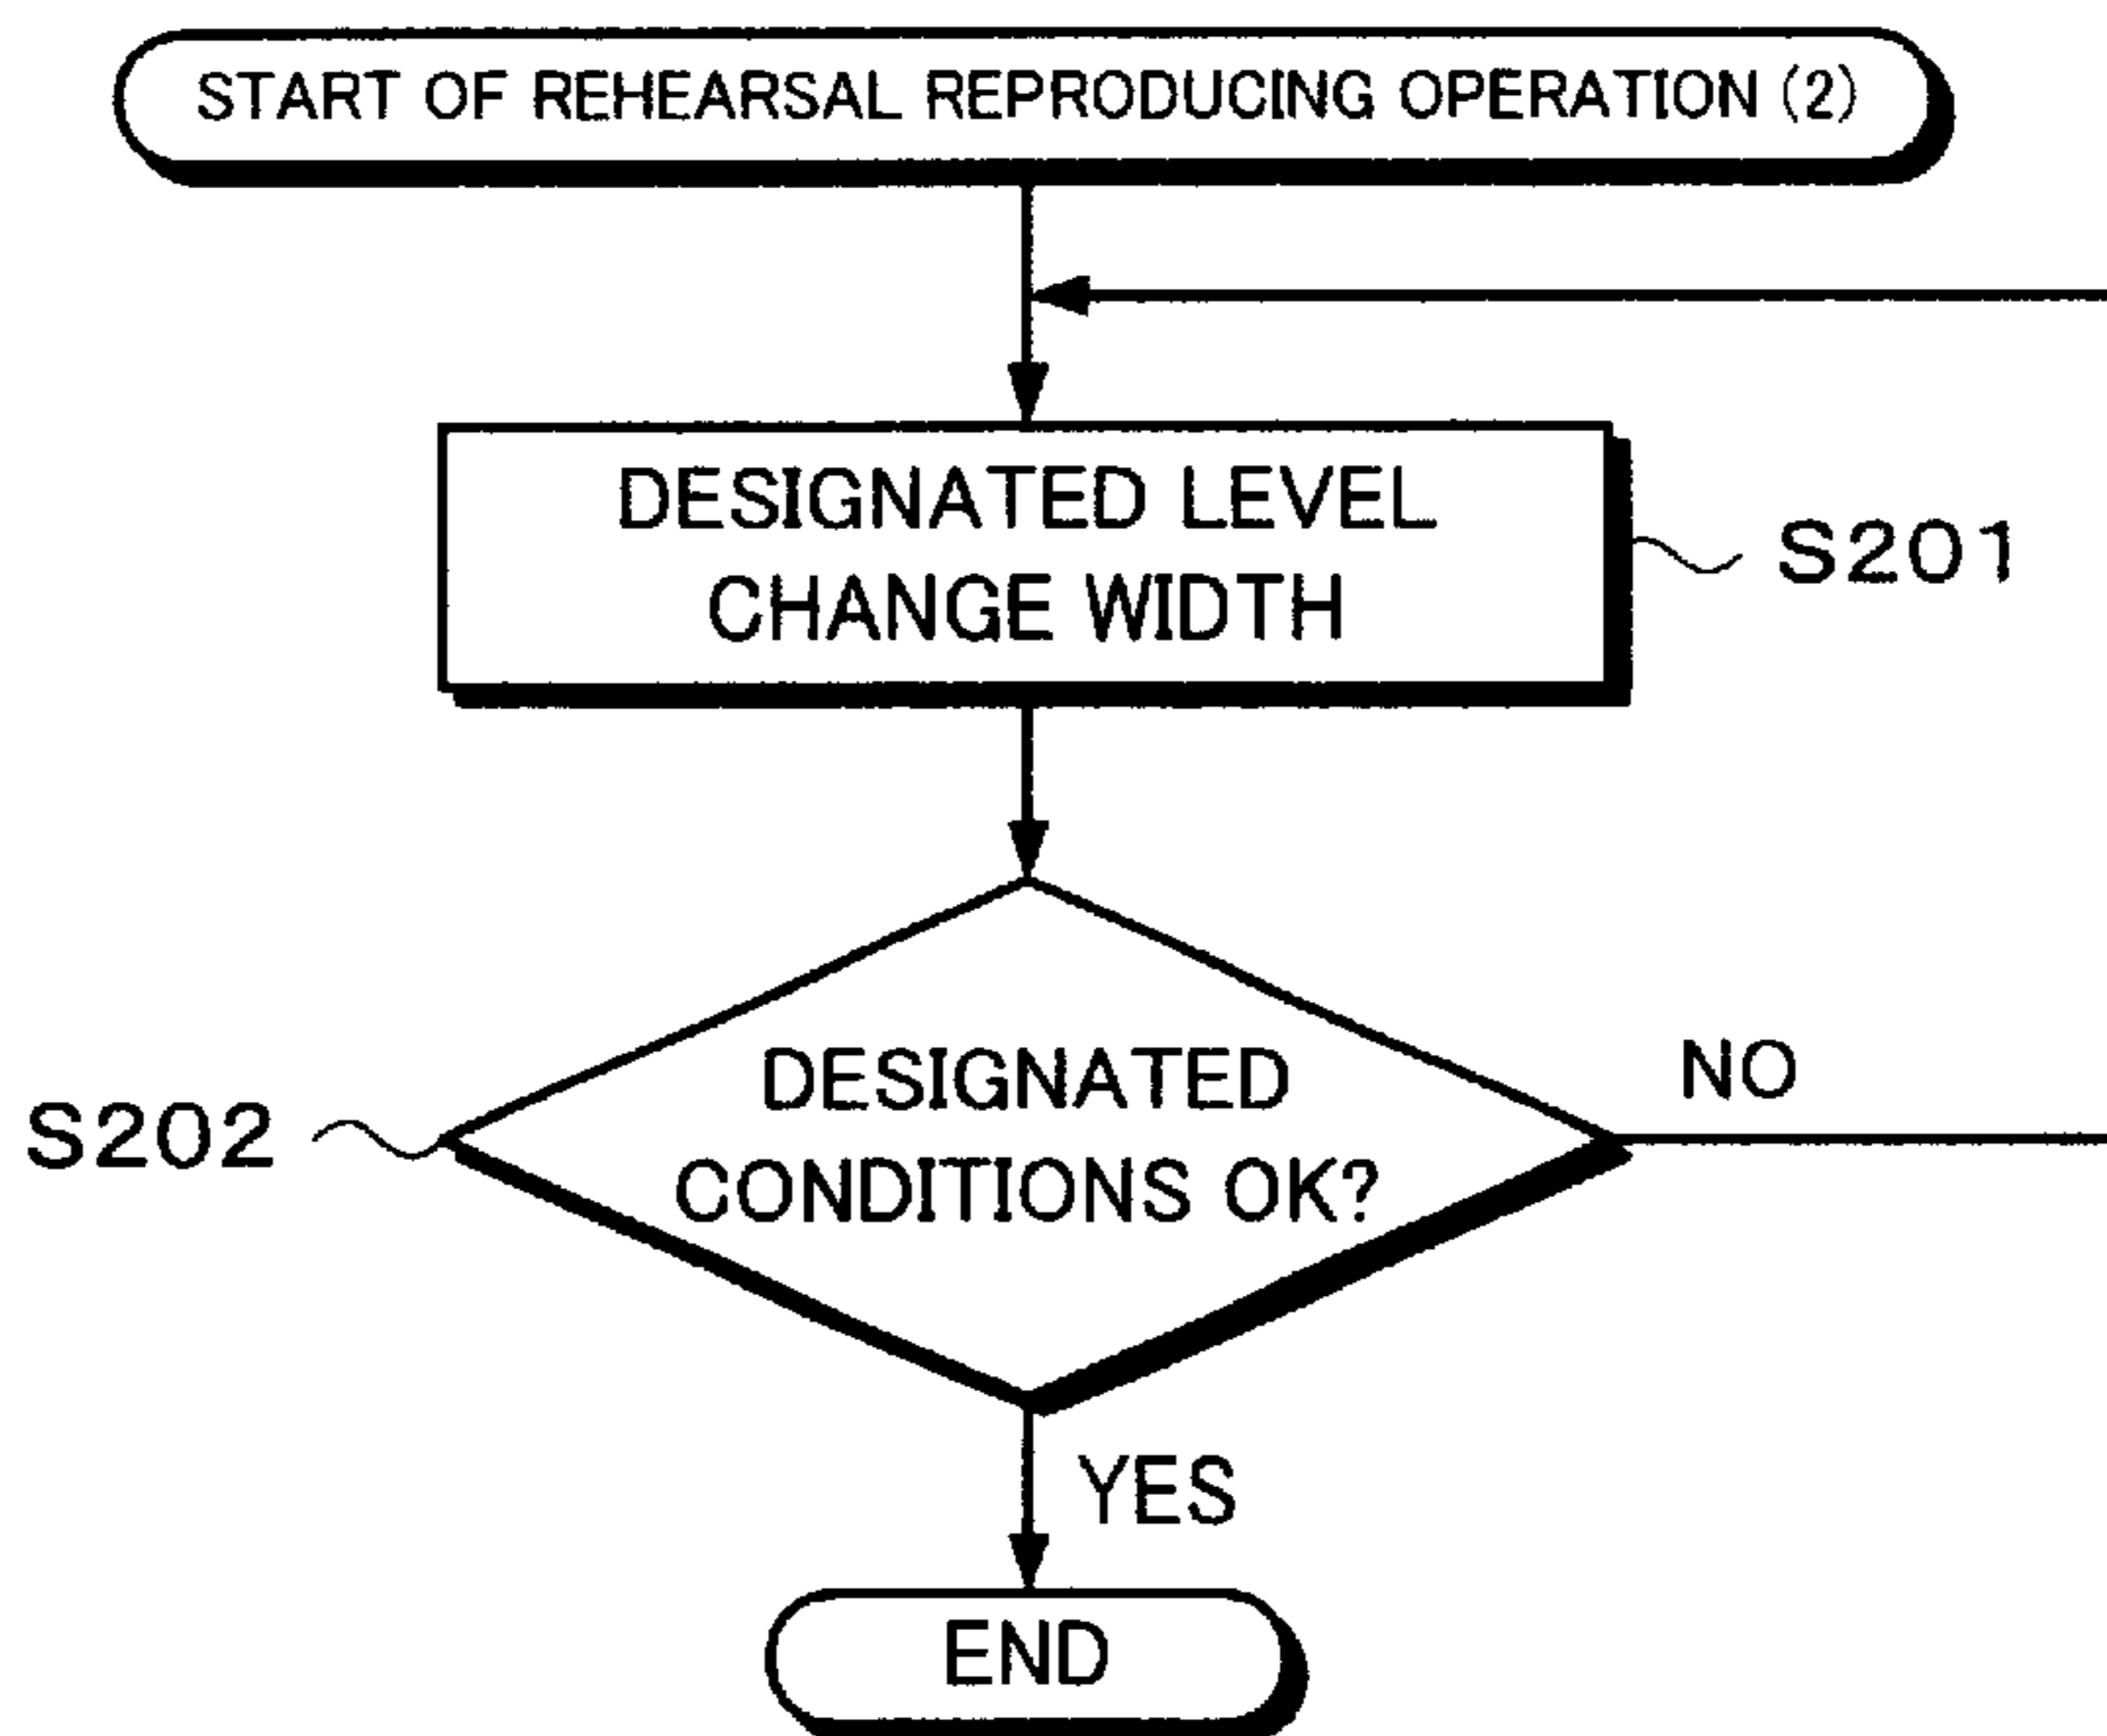 START OF REHEARSAL REPRODUCING OPERATION (2)
DESIGNATED LEVEL
CHANGE WIDTH
S201
DESIGNATED
CONDITIONS OK?
NO
S202
YES
END